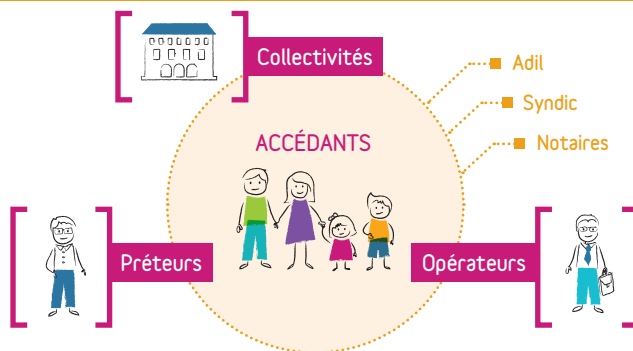 Collectivités
Adil
Syndic
Notaires
ACCÉDANTS
Préteurs
Opérateurs